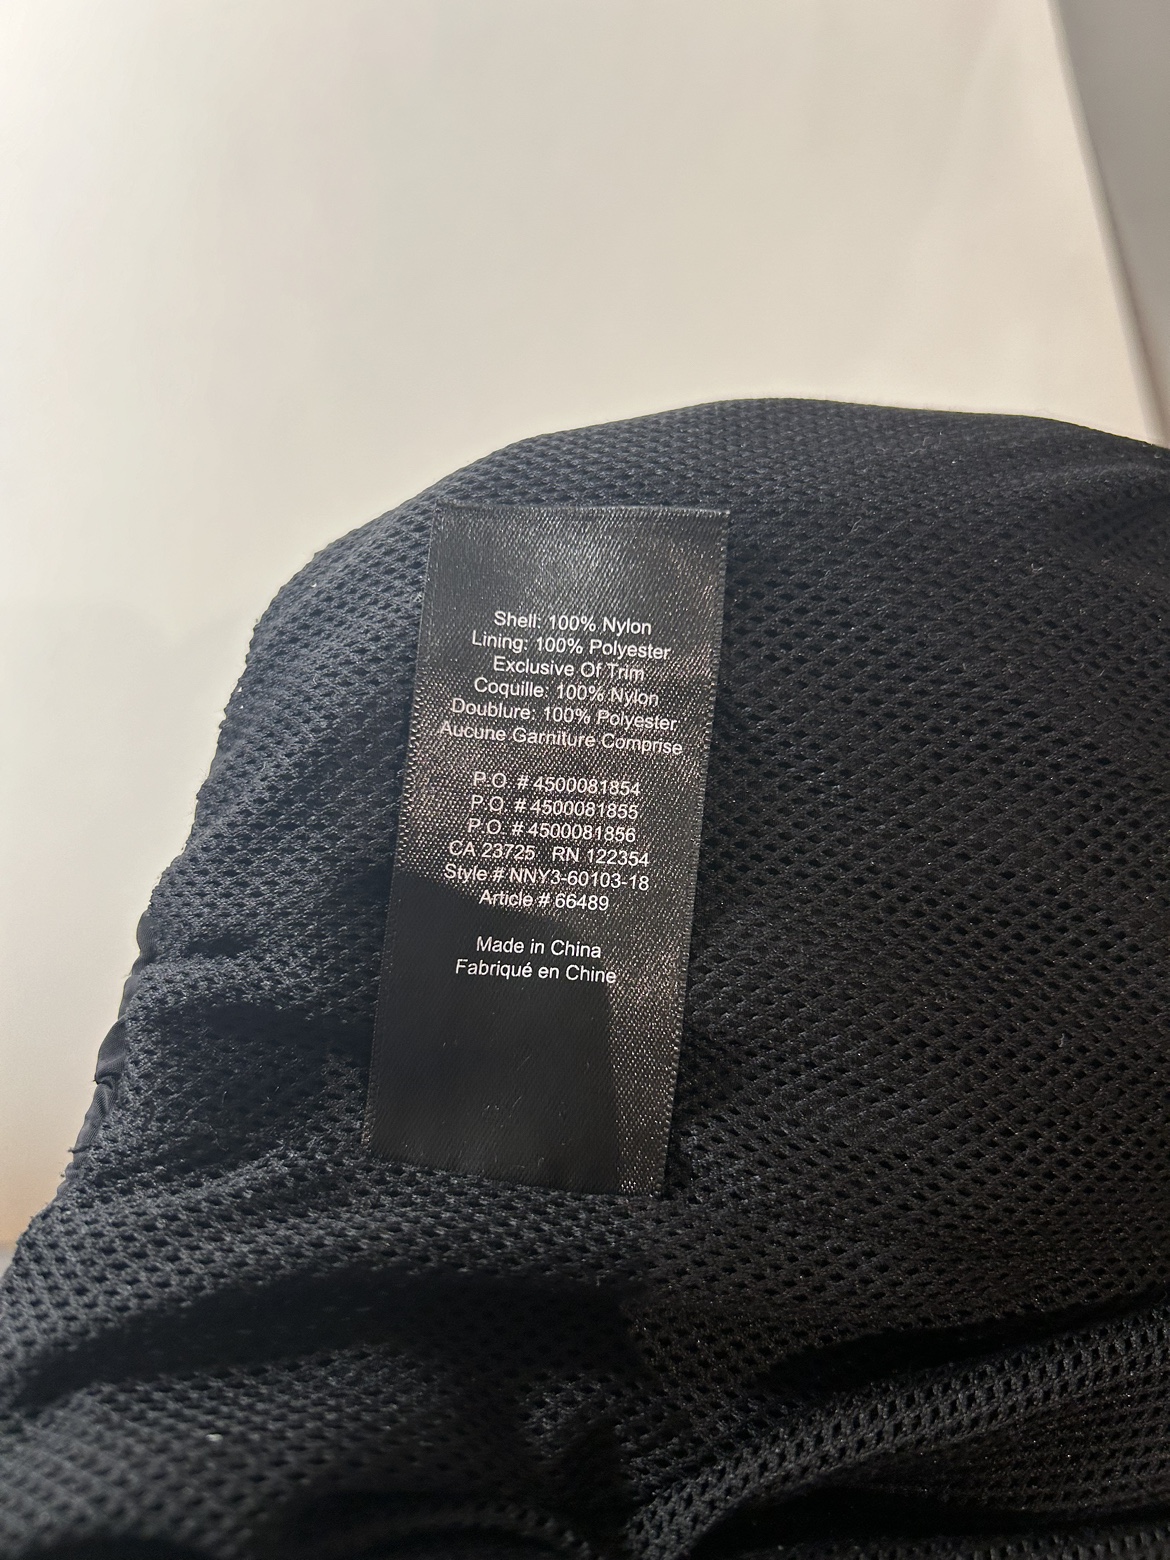 Shell: 100% Nylon
Lining: 100% Polyester
Exclusive Of Trim
Coquille: 100% Nylon
Doublure: 100% Polyester
Aucune Garniture Comprise
P.O. # 4500081854
P.O. # 4500081855
P.O. # 4500081856
CA 23725 RN 122354
Style # NNY3-60103-18
Article # 66489
Made in China
Fabriqué en Chine